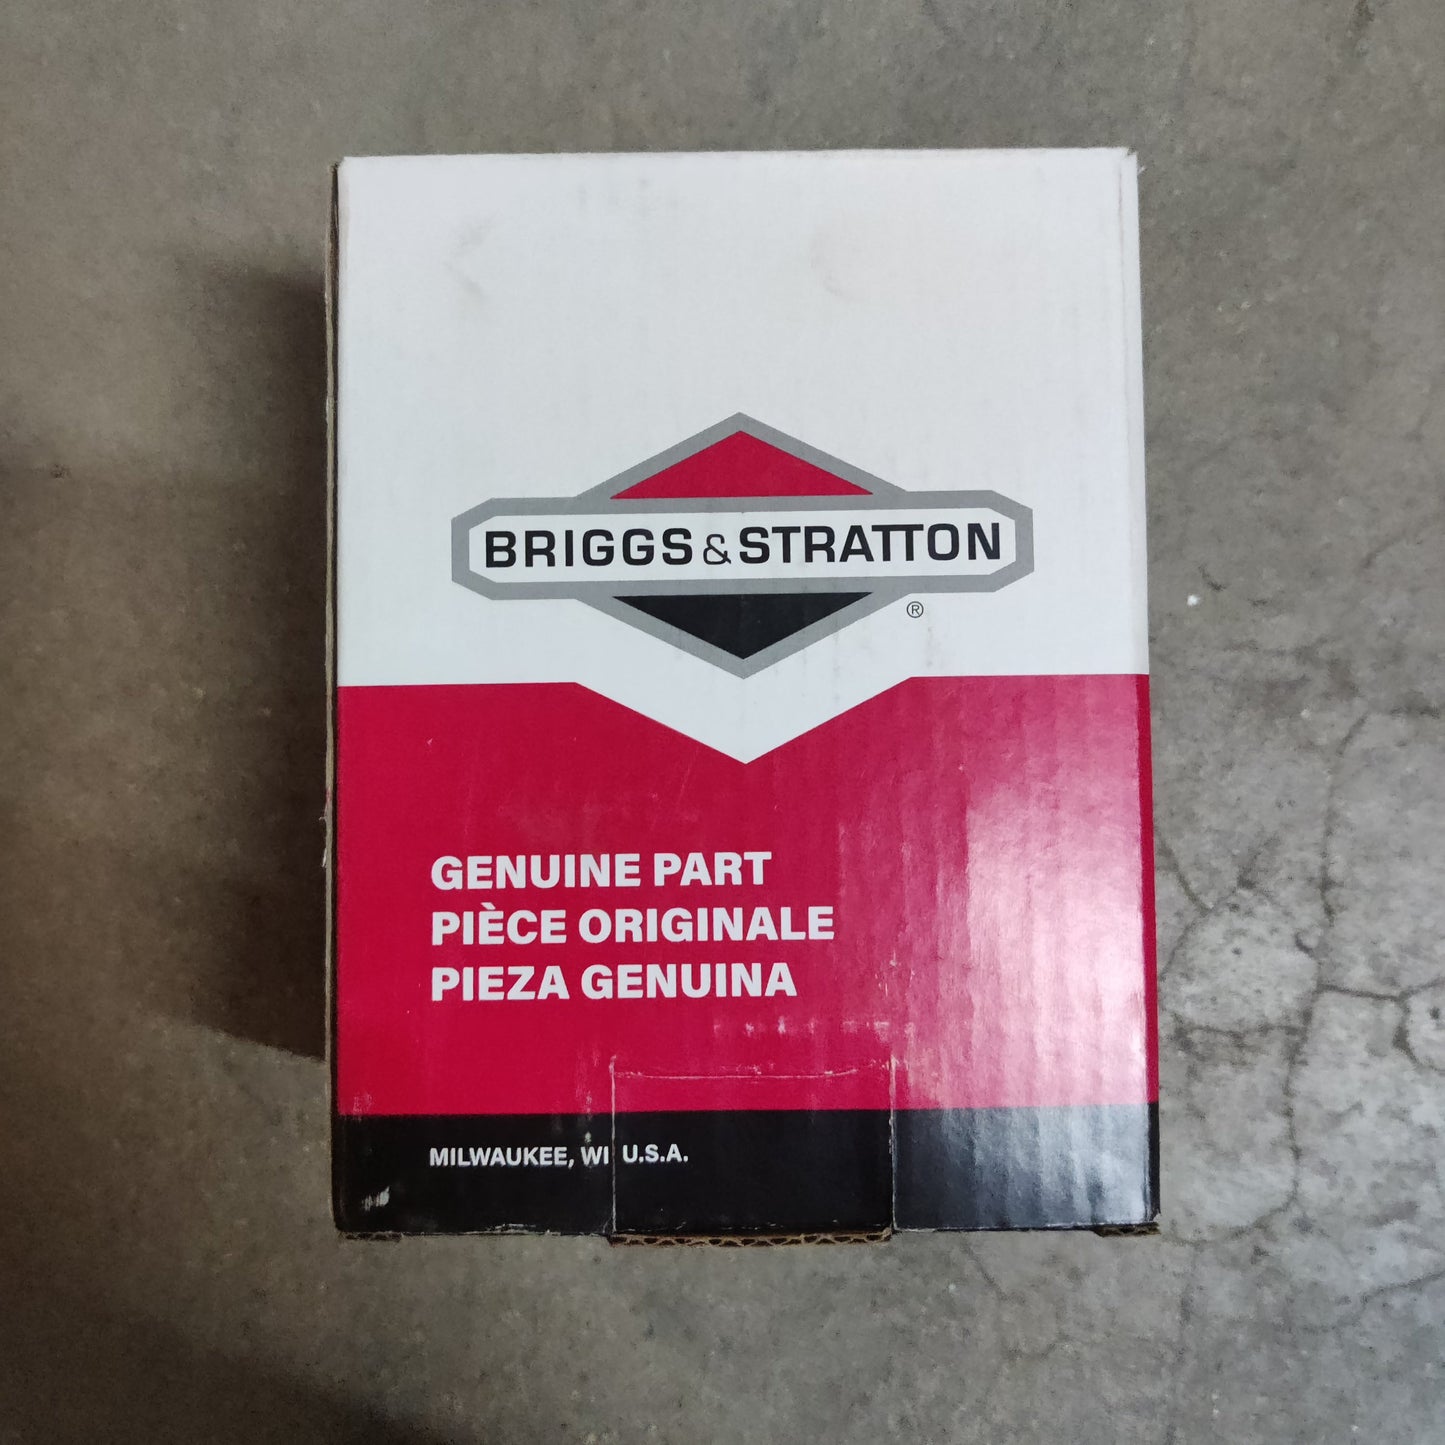 BRIGGS & STRATTON
®
GENUINE PART
PIÈCE ORIGINALE
PIEZA GENUINA
MILWAUKEE, WI U.S.A.